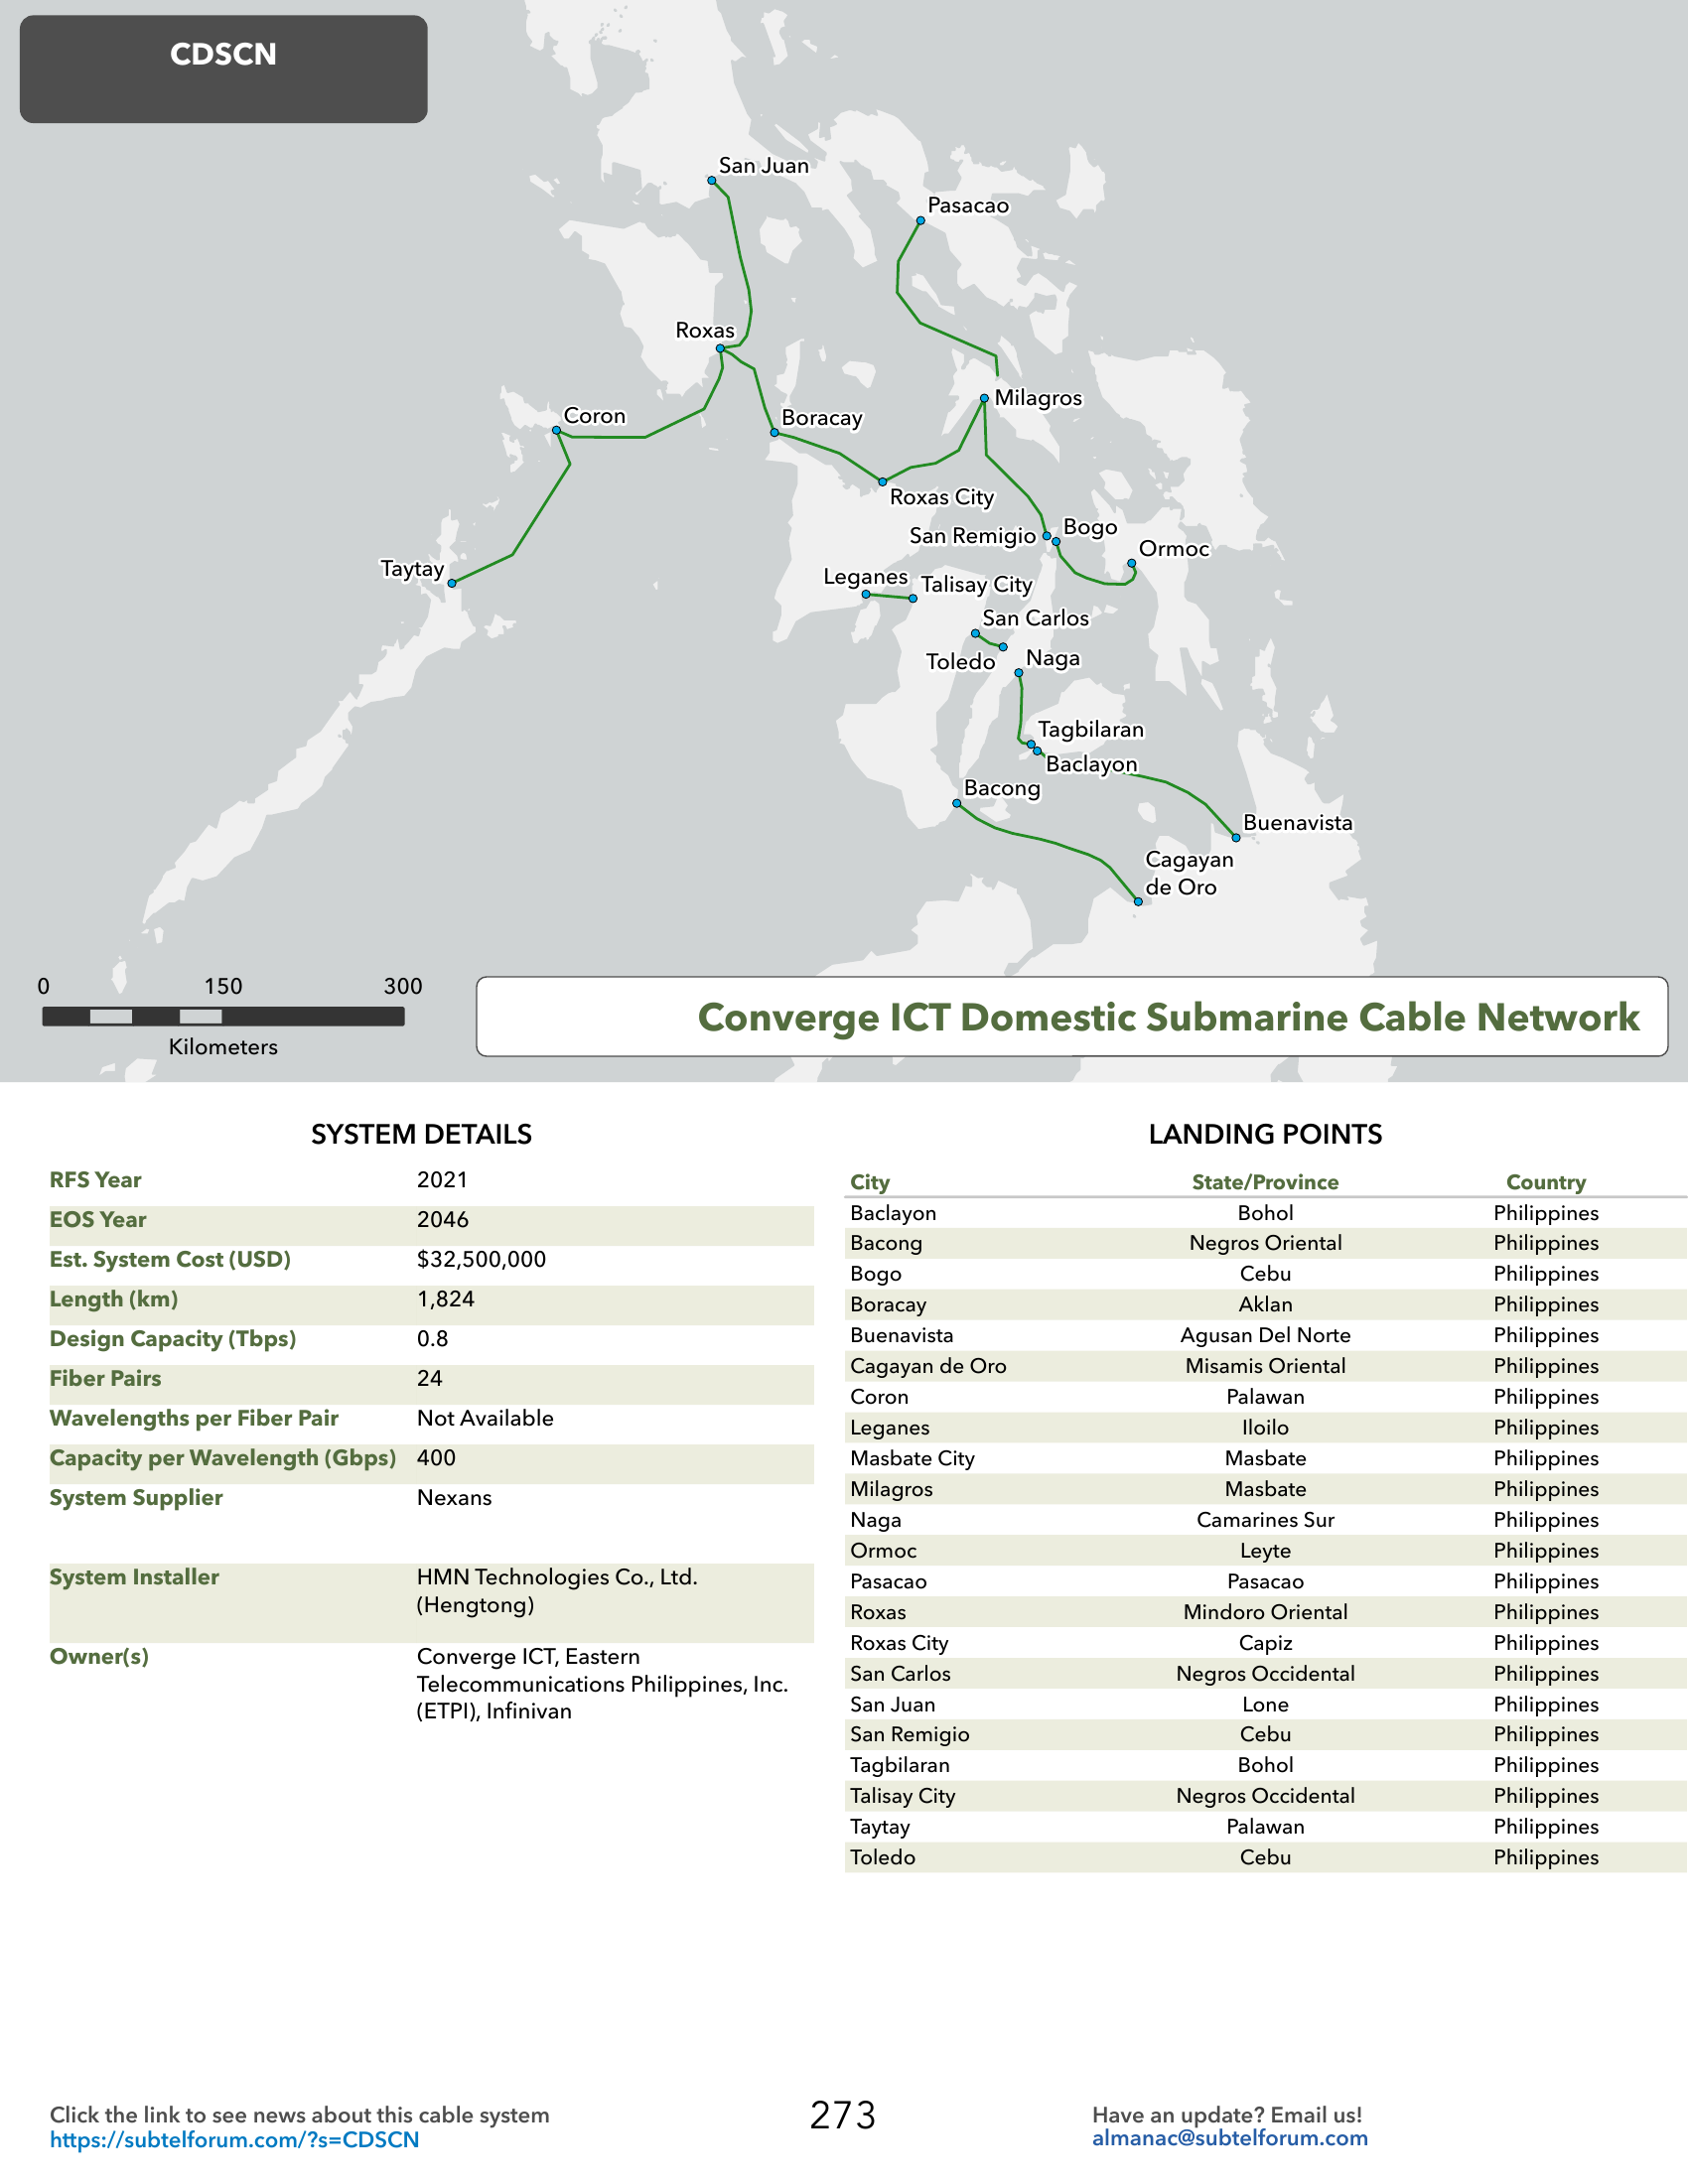 CDSCN
San Juan
Pasacao
Roxas
Milagros
Coron
Boracay
Roxas City
San Remigio
Bogo
Ormoc
Taytay
Leganes
Talisay City
San Carlos
Toledo
Naga
Tagbilaran
Baclayon
Bacong
Buenavista
Cagayan
de Oro
0 150 300
Kilometers
Converge ICT Domestic Submarine Cable Network
SYSTEM DETAILS
RFS Year 2021
EOS Year 2046
Est. System Cost (USD) $32,500,000
Length (km) 1,824
Design Capacity (Tbps) 0.8
Fiber Pairs 24
Wavelengths per Fiber Pair Not Available
Capacity per Wavelength (Gbps) 400
System Supplier Nexans
System Installer HMN Technologies Co., Ltd.
(Hengtong)
Owner(s) Converge ICT, Eastern
Telecommunications Philippines, Inc.
(ETPI), Infinivan
LANDING POINTS
City State/Province Country
Baclayon Bohol Philippines
Bacong Negros Oriental Philippines
Bogo Cebu Philippines
Boracay Aklan Philippines
Buenavista Agusan Del Norte Philippines
Cagayan de Oro Misamis Oriental Philippines
Coron Palawan Philippines
Leganes Iloilo Philippines
Masbate City Masbate Philippines
Milagros Masbate Philippines
Naga Camarines Sur Philippines
Ormoc Leyte Philippines
Pasacao Pasacao Philippines
Roxas Mindoro Oriental Philippines
Roxas City Capiz Philippines
San Carlos Negros Occidental Philippines
San Juan Lone Philippines
San Remigio Cebu Philippines
Tagbilaran Bohol Philippines
Talisay City Negros Occidental Philippines
Taytay Palawan Philippines
Toledo Cebu Philippines
Click the link to see news about this cable system
https://subtelforum.com/?s=CDSCN
273
Have an update? Email us!
almanac@subtelforum.com